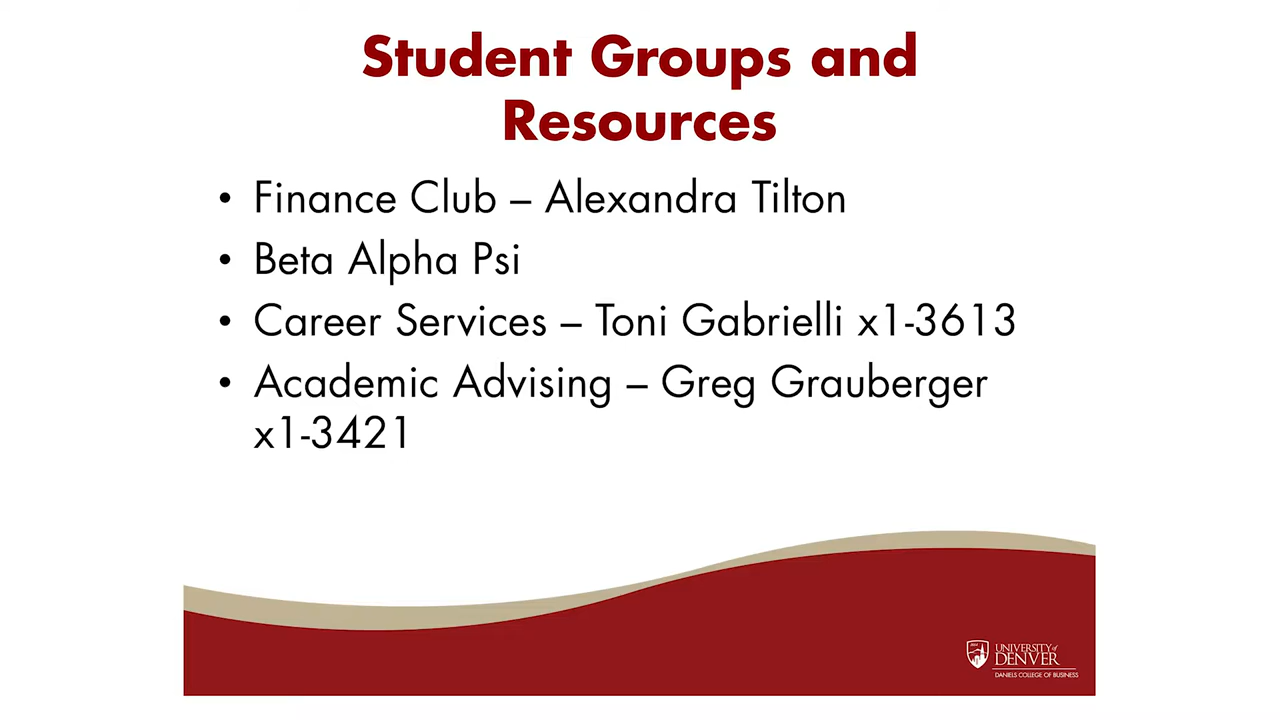 Student Groups and
Resources
• Finance Club – Alexandra Tilton
• Beta Alpha Psi
• Career Services – Toni Gabrielli x1-3613
• Academic Advising – Greg Grauberger
x1-3421
UNIVERSITY of
DENVER
DANIELS COLLEGE OF BUSINESS